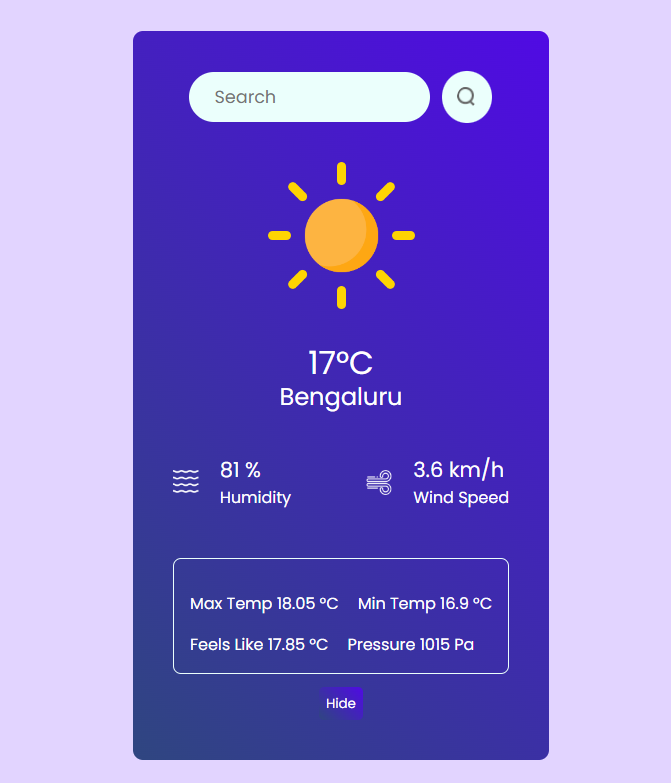 Search
17°C
Bengaluru
81 %
Humidity
3.6 km/h
Wind Speed
Max Temp 18.05 °C Min Temp 16.9 °C
Feels Like 17.85 °C Pressure 1015 Pa
Hide